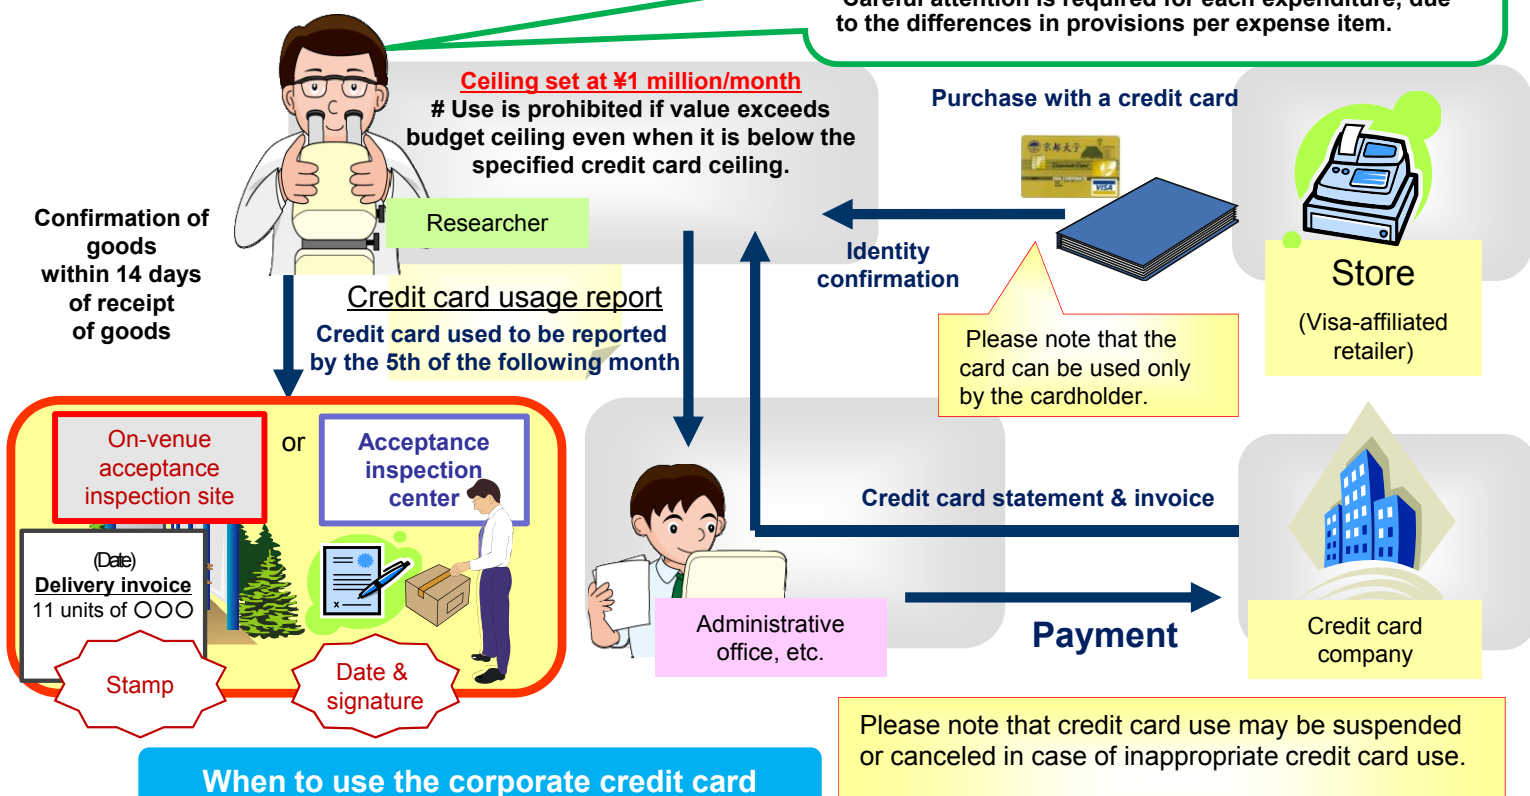 Careful attention is required for each expenditure, due
to the differences in provisions per expense item.
Ceiling set at ¥1 million/month
# Use is prohibited if value exceeds
budget ceiling even when it is below the
specified credit card ceiling.
Researcher
Purchase with a credit card
京都大学
VISA
Identity
confirmation
Store
(Visa-affiliated
retailer)
Please note that the
card can be used only
by the cardholder.
Confirmation of
goods
within 14 days
of receipt
of goods
Credit card usage report
Credit card used to be reported
by the 5th of the following month
On-venue
acceptance
inspection site
or
Acceptance
inspection
center
(Date)
Delivery invoice
11 units of 〇〇〇
Stamp
Date &
signature
Credit card statement & invoice
Administrative
office, etc.
Payment
Credit card
company
Please note that credit card use may be suspended
or canceled in case of inappropriate credit card use.
When to use the corporate credit card